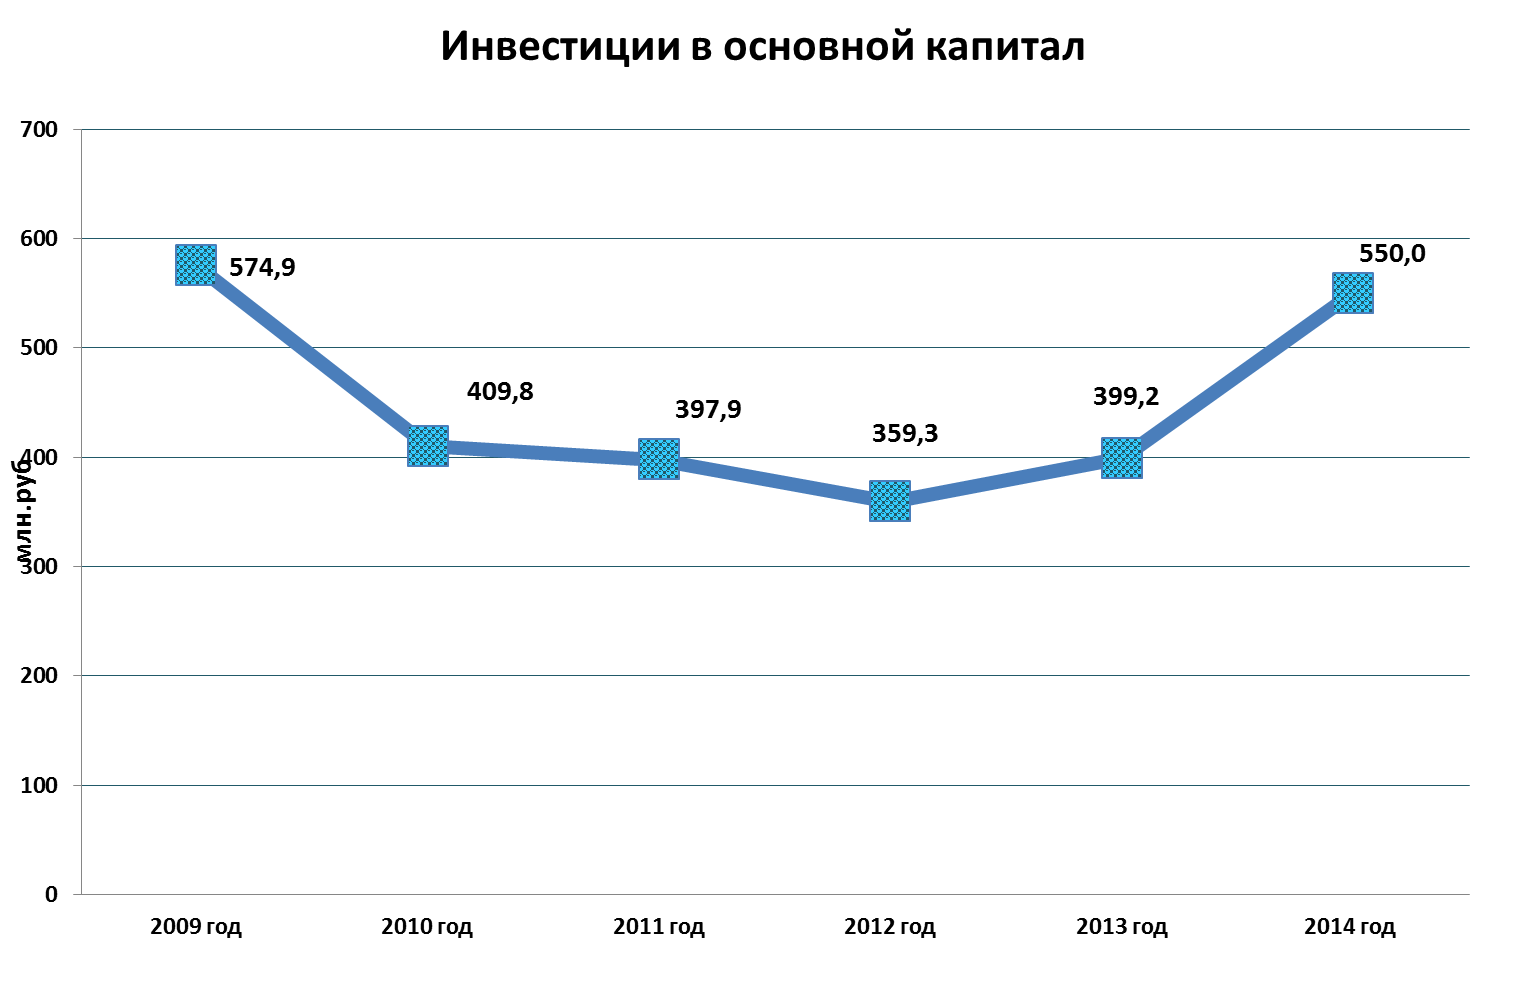 Инвестиции в основной капитал
700
600
500
400
300
200
100
0
млн.руб
574,9
409,8
397,9
359,3
399,2
550,0
2009 год
2010 год
2011 год
2012 год
2013 год
2014 год